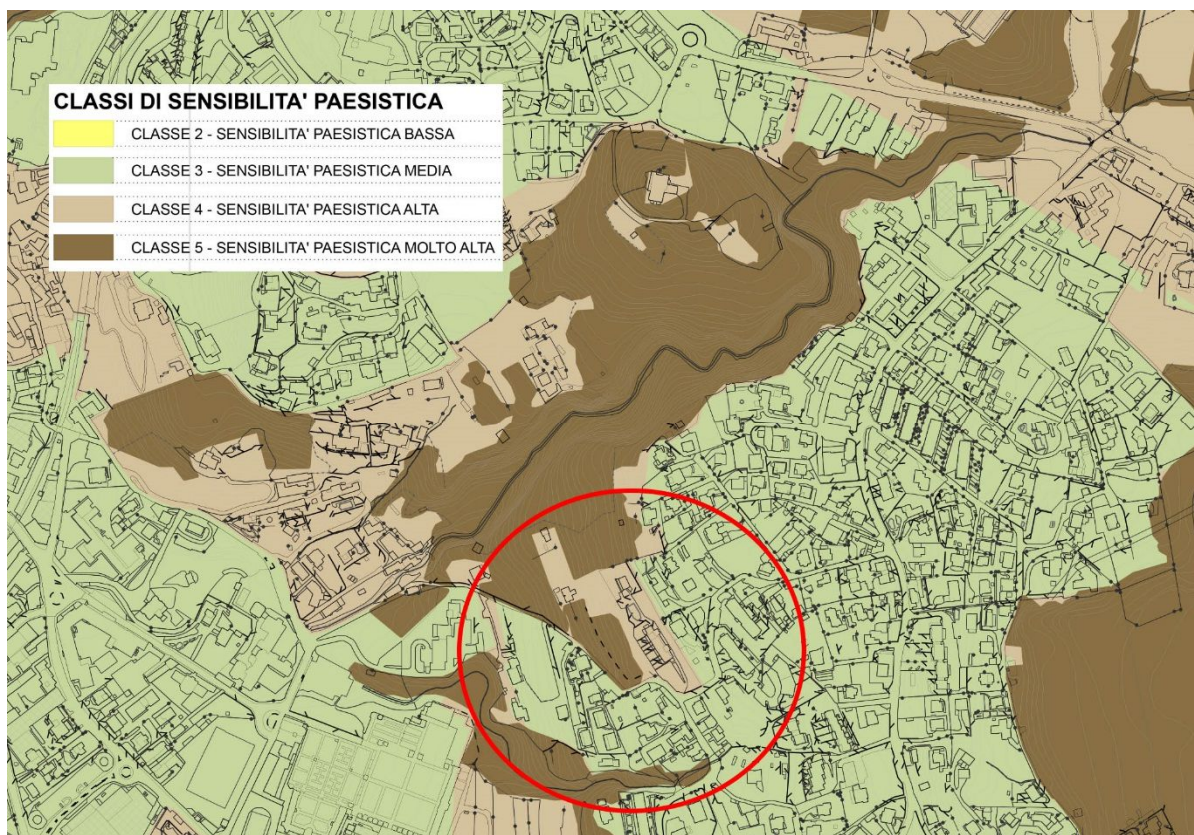 CLASSI DI SENSIBILITA' PAESISTICA
CLASSE 2 - SENSIBILITA' PAESISTICA BASSA
CLASSE 3 - SENSIBILITA' PAESISTICA MEDIA
CLASSE 4 - SENSIBILITA' PAESISTICA ALTA
CLASSE 5 - SENSIBILITA' PAESISTICA MOLTO ALTA